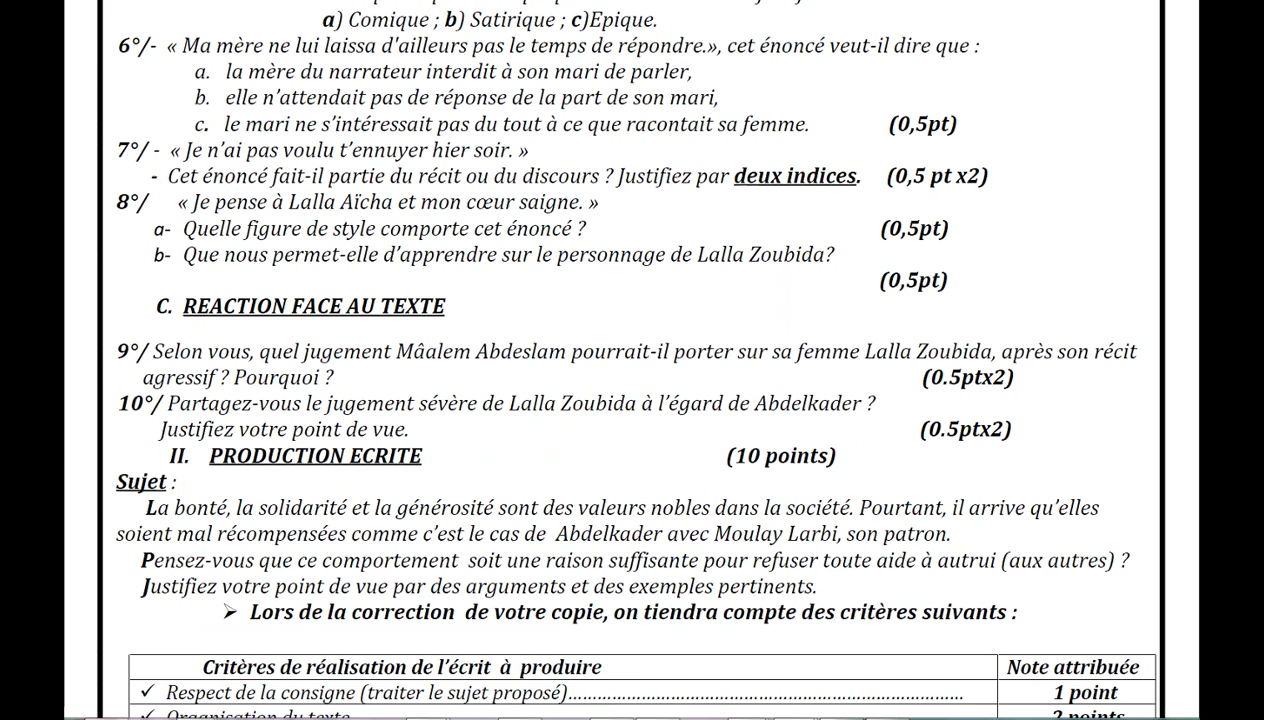 a) Comique ; b) Satirique ; c)Epique.
6°/- « Ma mère ne lui laissa d'ailleurs pas le temps de répondre.», cet énoncé veut-il dire que :
a. la mère du narrateur interdit à son mari de parler,
b. elle n'attendait pas de réponse de la part de son mari,
c. le mari ne s'intéressait pas du tout à ce que racontait sa femme. (0,5pt)
7°/ - « Je n'ai pas voulu t'ennuyer hier soir. »
- Cet énoncé fait-il partie du récit ou du discours ? Justifiez par deux indices. (0,5 pt x2)
8°/ « Je pense à Lalla Aïcha et mon cœur saigne. »
a- Quelle figure de style comporte cet énoncé ? (0,5pt)
b- Que nous permet-elle d'apprendre sur le personnage de Lalla Zoubida?
(0,5pt)
C. REACTION FACE AU TEXTE
9°/ Selon vous, quel jugement Mâalem Abdeslam pourrait-il porter sur sa femme Lalla Zoubida, après son récit
agressif ? Pourquoi ? (0.5ptx2)
10°/ Partagez-vous le jugement sévère de Lalla Zoubida à l'égard de Abdelkader ?
Justifiez votre point de vue. (0.5ptx2)
II. PRODUCTION ECRITE (10 points)
Sujet :
La bonté, la solidarité et la générosité sont des valeurs nobles dans la société. Pourtant, il arrive qu'elles
soient mal récompensées comme c'est le cas de Abdelkader avec Moulay Larbi, son patron.
Pensez-vous que ce comportement soit une raison suffisante pour refuser toute aide à autrui (aux autres) ?
Justifiez votre point de vue par des arguments et des exemples pertinents.
➢ Lors de la correction de votre copie, on tiendra compte des critères suivants :
Critères de réalisation de l'écrit à produire Note attribuée
✓ Respect de la consigne (traiter le sujet proposé)................................................................................. 1 point
✓ Organisation du texte 2 points